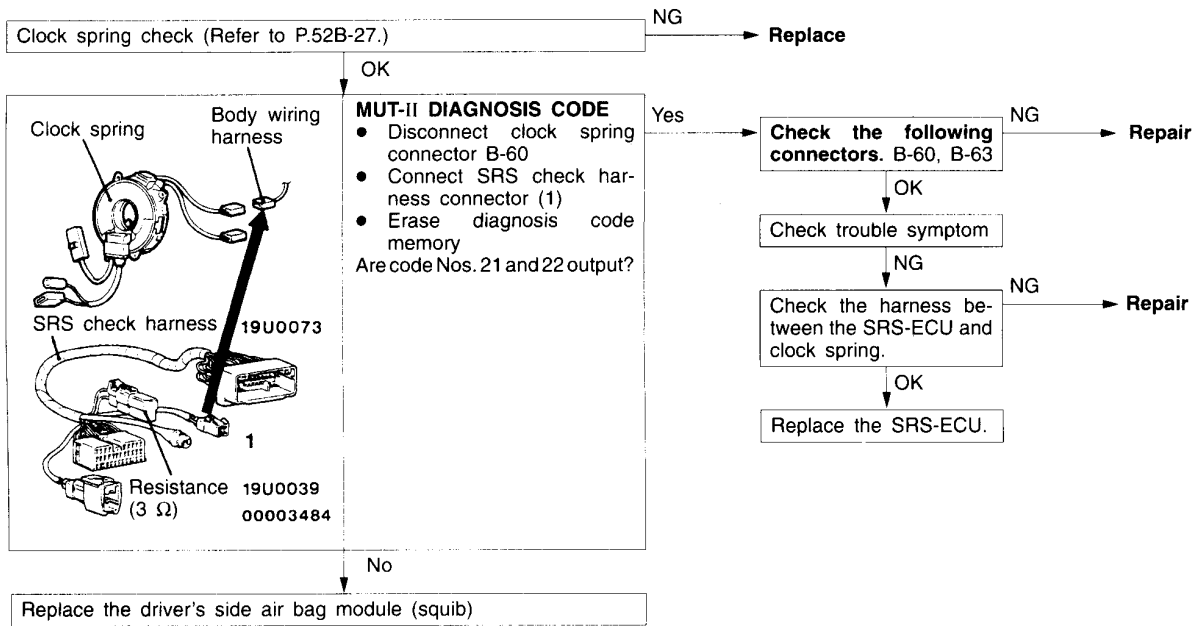 Clock spring check (Refer to P.52B-27.)
NG
Replace
OK
Clock spring
Body wiring
harness
SRS check harness
19U0073
1
Resistance
(3 Ω)
19U0039
00003484
MUT-II DIAGNOSIS CODE
● Disconnect clock spring
connector B-60
● Connect SRS check har-
ness connector (1)
● Erase diagnosis code
memory
Are code Nos. 21 and 22 output?
Yes
Check the following
connectors. B-60, B-63
NG
Repair
OK
Check trouble symptom
NG
Check the harness be-
tween the SRS-ECU and
clock spring.
NG
Repair
OK
Replace the SRS-ECU.
No
Replace the driver's side air bag module (squib)